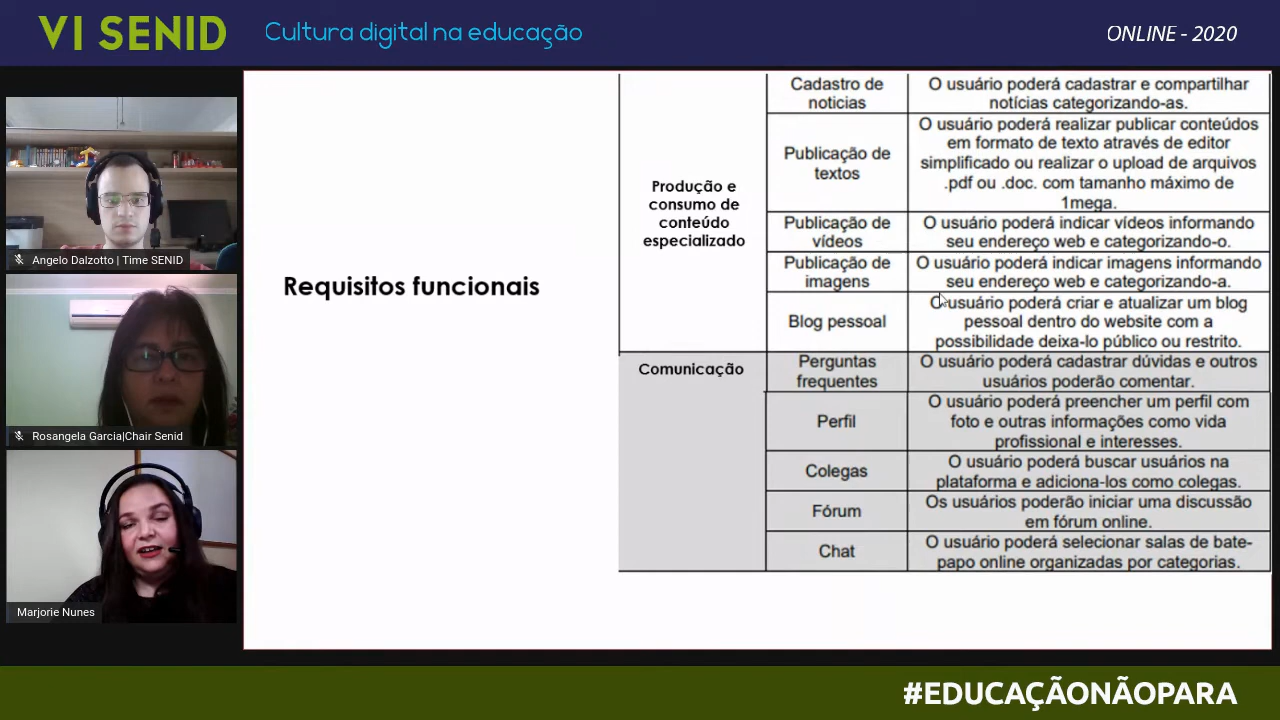 VI SENID
Cultura digital na educação
ONLINE - 2020
Angelo Dalzotto | Time SENID
Rosangela Garcia|Chair Senid
Marjorie Nunes
Requisitos funcionais
Produção e
consumo de
conteúdo
especializado
Cadastro de
noticias
O usuário poderá cadastrar e compartilhar
notícias categorizando-as.
Publicação de
textos
O usuário poderá realizar publicar conteúdos
em formato de texto através de editor
simplificado ou realizar o upload de arquivos
.pdf ou .doc. com tamanho máximo de
1mega.
Publicação de
vídeos
O usuário poderá indicar vídeos informando
seu endereço web e categorizando-o.
Publicação de
imagens
O usuário poderá indicar imagens informando
seu endereço web e categorizando-a.
Blog pessoal
O usuário poderá criar e atualizar um blog
pessoal dentro do website com a
possibilidade deixa-lo público ou restrito.
Comunicação
Perguntas
frequentes
O usuário poderá cadastrar dúvidas e outros
usuários poderão comentar.
Perfil
O usuário poderá preencher um perfil com
foto e outras informações como vida
profissional e interesses.
Colegas
O usuário poderá buscar usuários na
plataforma e adiciona-los como colegas.
Fórum
Os usuários poderão iniciar uma discussão
em fórum online.
Chat
O usuário poderá selecionar salas de bate-
papo online organizadas por categorias.
#EDUCAÇÃONÃOPARA